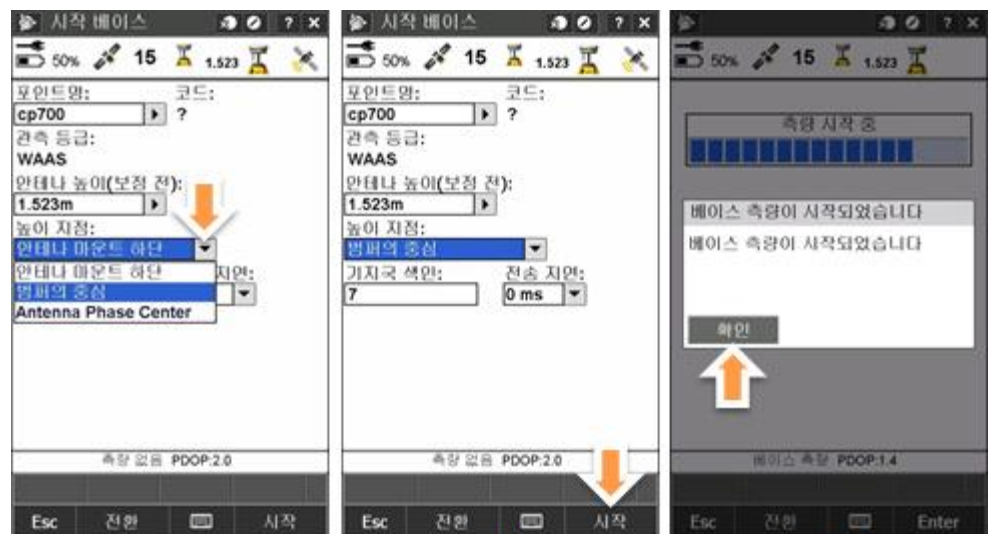 시작 베이스
? ×
50% 15 1.523
포인트명: 코드:
cp700 ?
관측 등급:
WAAS
안테나 높이(보정 전):
1.523m
높이 지점:
안테나 마운트 하단
안테나 마운트 하단 지연:
범퍼의 중심
Antenna Phase Center
측량 없음 PDOP:2.0
Esc 전환 시작
시작 베이스
? ×
50% 15 1.523
포인트명: 코드:
cp700 ?
관측 등급:
WAAS
안테나 높이(보정 전):
1.523m
높이 지점:
범퍼의 중심
기지국 색인: 전송 지연:
7 0 ms
측량 없음 PDOP:2.0
Esc 전환 시작
? ×
50% 15 1.523
측량 시작 중
베이스 측량이 시작되었습니다
베이스 측량이 시작되었습니다
확인
베이스 측량 PDOP:1.4
Esc 전환 Enter